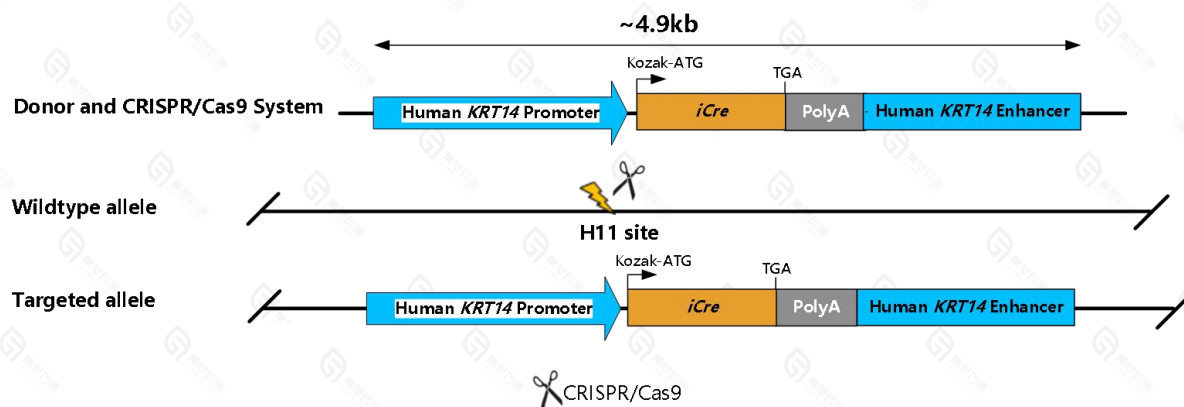 ~4.9kb
Kozak-ATG
TGA
Donor and CRISPR/Cas9 System
Human KRT14 Promoter
iCre
PolyA
Human KRT14 Enhancer
Wildtype allele
H11 site
Kozak-ATG
TGA
Targeted allele
Human KRT14 Promoter
iCre
PolyA
Human KRT14 Enhancer
CRISPR/Cas9